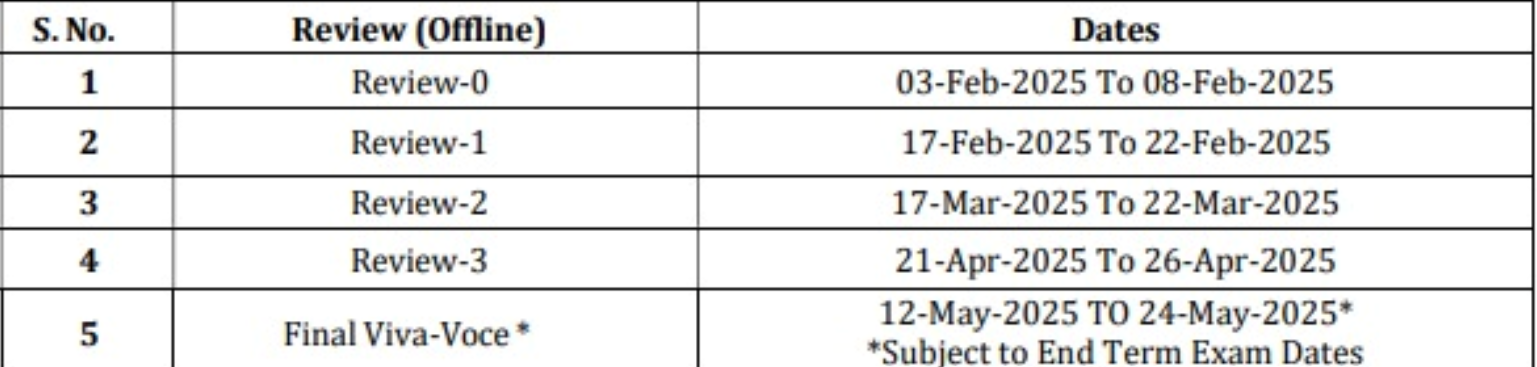 S. No. Review (Offline) Dates
1 Review-0 03-Feb-2025 To 08-Feb-2025
2 Review-1 17-Feb-2025 To 22-Feb-2025
3 Review-2 17-Mar-2025 To 22-Mar-2025
4 Review-3 21-Apr-2025 To 26-Apr-2025
5 Final Viva-Voce * 12-May-2025 TO 24-May-2025*
*Subject to End Term Exam Dates